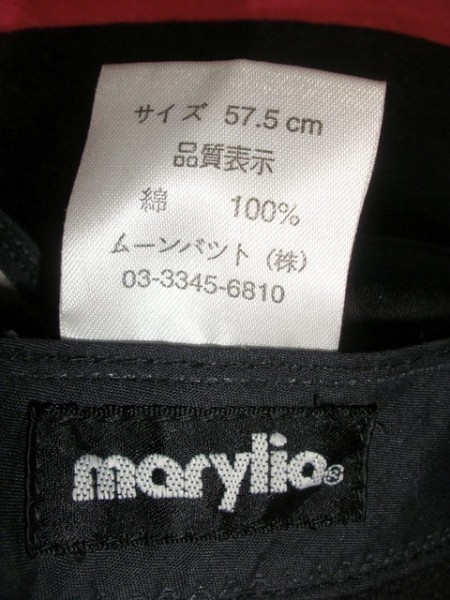 サイズ 57.5 cm
品質表示
綿 100%
ムーンバツト (株)
03-3345-6810
marylia®